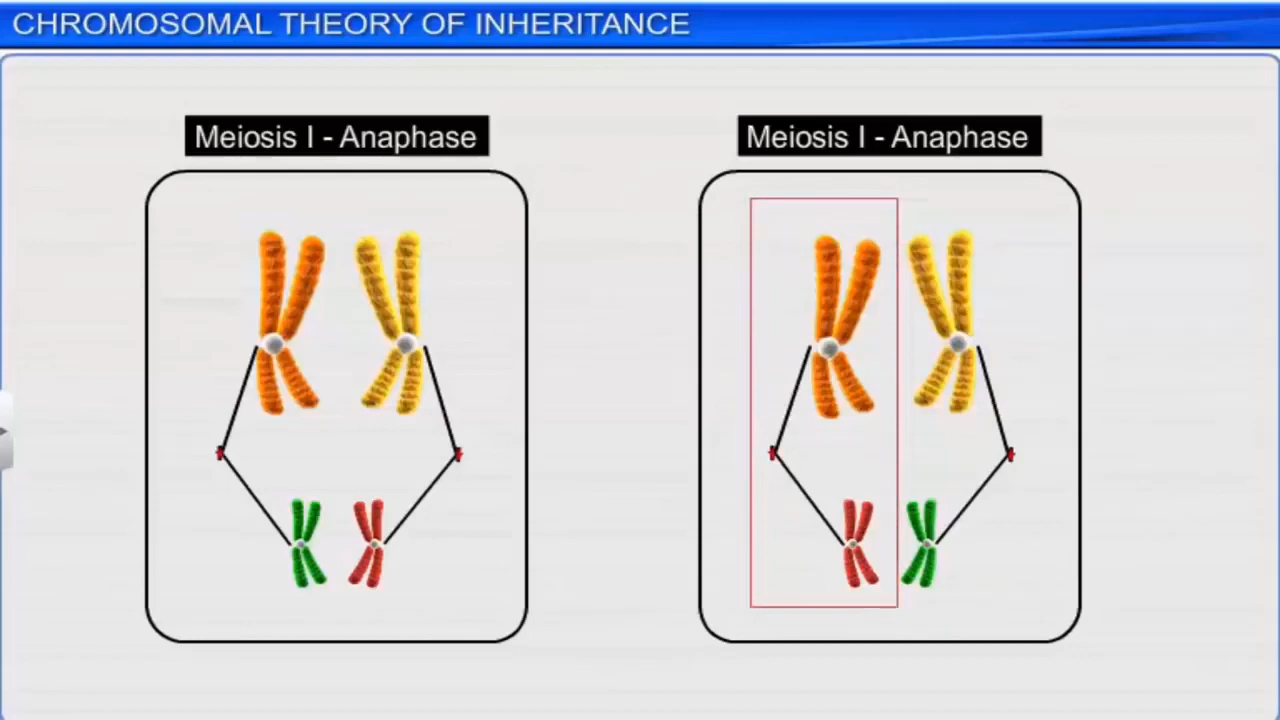 CHROMOSOMAL THEORY OF INHERITANCE
Meiosis I - Anaphase
Meiosis I - Anaphase